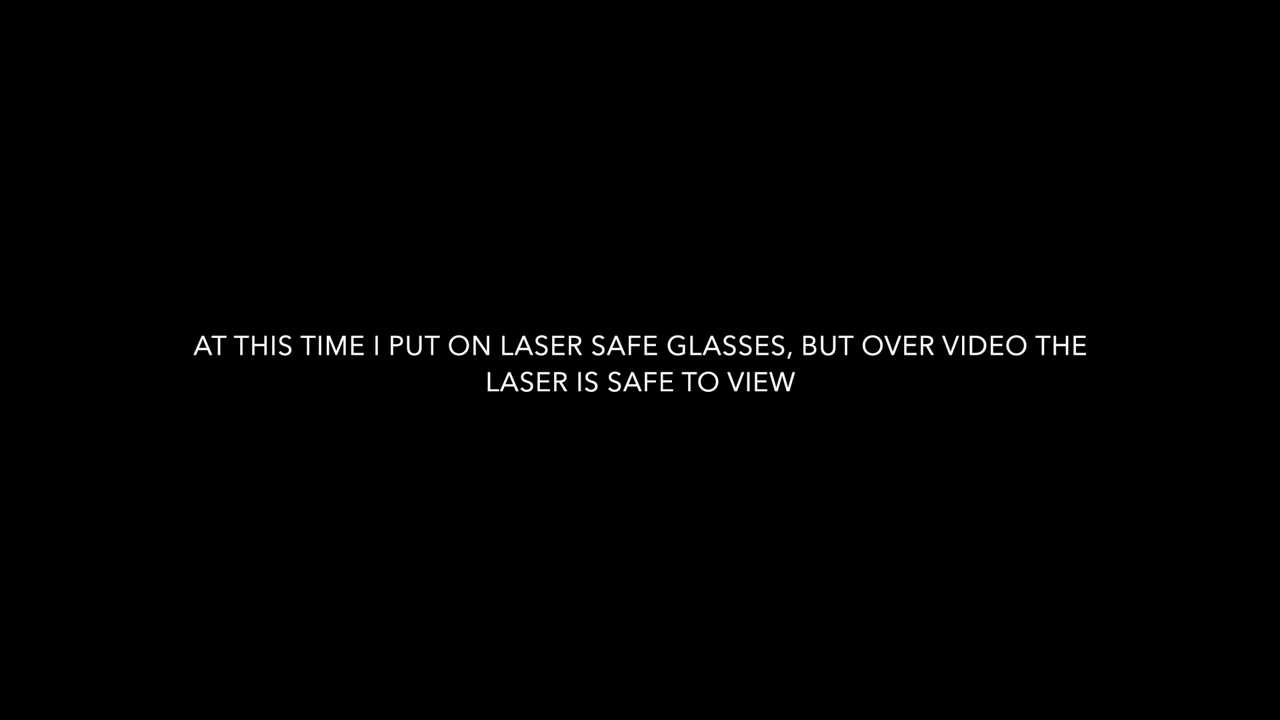 AT THIS TIME I PUT ON LASER SAFE GLASSES, BUT OVER VIDEO THE
LASER IS SAFE TO VIEW